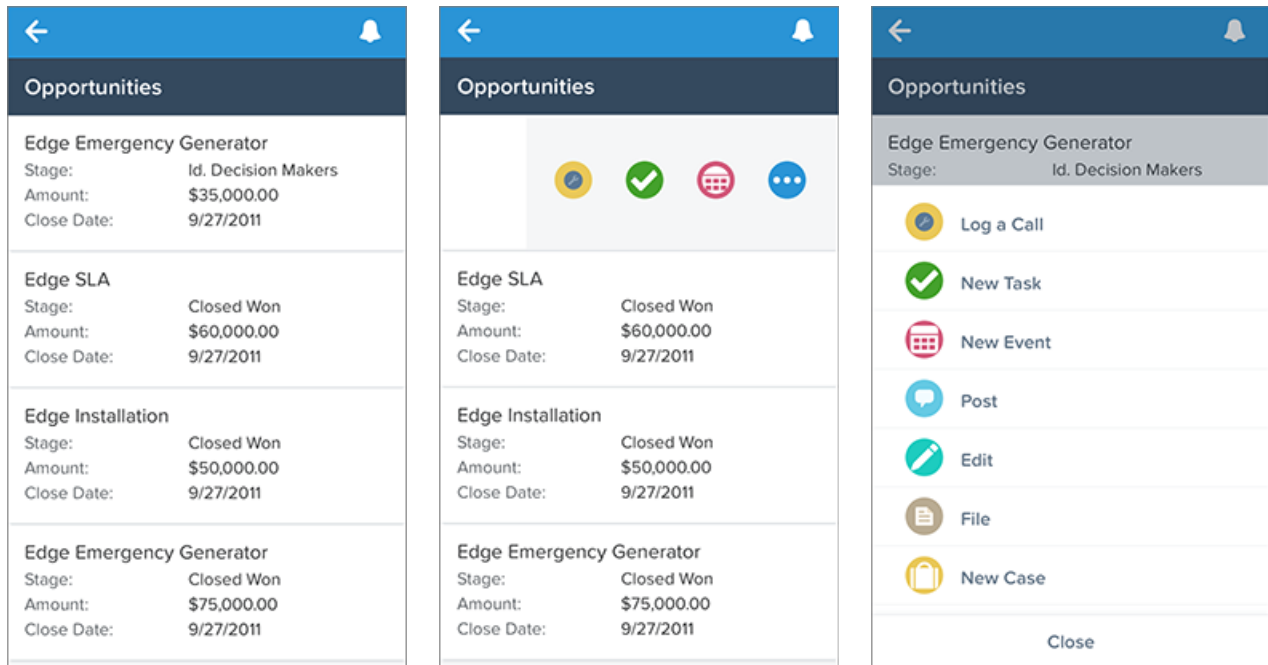 Opportunities
Edge Emergency Generator
Stage: Id. Decision Makers
Amount: $35,000.00
Close Date: 9/27/2011
Edge SLA
Stage: Closed Won
Amount: $60,000.00
Close Date: 9/27/2011
Edge Installation
Stage: Closed Won
Amount: $50,000.00
Close Date: 9/27/2011
Edge Emergency Generator
Stage: Closed Won
Amount: $75,000.00
Close Date: 9/27/2011
Opportunities
Edge SLA
Stage: Closed Won
Amount: $60,000.00
Close Date: 9/27/2011
Edge Installation
Stage: Closed Won
Amount: $50,000.00
Close Date: 9/27/2011
Edge Emergency Generator
Stage: Closed Won
Amount: $75,000.00
Close Date: 9/27/2011
Opportunities
Edge Emergency Generator
Stage: Id. Decision Makers
Log a Call
New Task
New Event
Post
Edit
File
New Case
Close